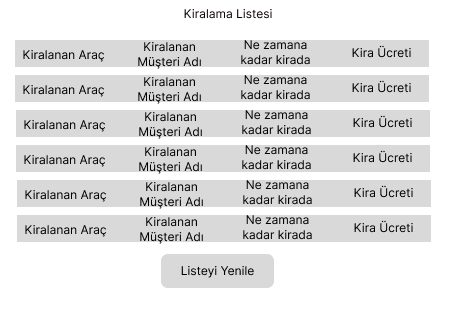 Kiralama Listesi
Kiralanan Araç
Kiralanan
Müşteri Adı
Ne zamana
kadar kirada
Kira Ücreti
Kiralanan Araç
Kiralanan
Müşteri Adı
Ne zamana
kadar kirada
Kira Ücreti
Kiralanan Araç
Kiralanan
Müşteri Adı
Ne zamana
kadar kirada
Kira Ücreti
Kiralanan Araç
Kiralanan
Müşteri Adı
Ne zamana
kadar kirada
Kira Ücreti
Kiralanan Araç
Kiralanan
Müşteri Adı
Ne zamana
kadar kirada
Kira Ücreti
Kiralanan Araç
Kiralanan
Müşteri Adı
Ne zamana
kadar kirada
Kira Ücreti
Listeyi Yenile